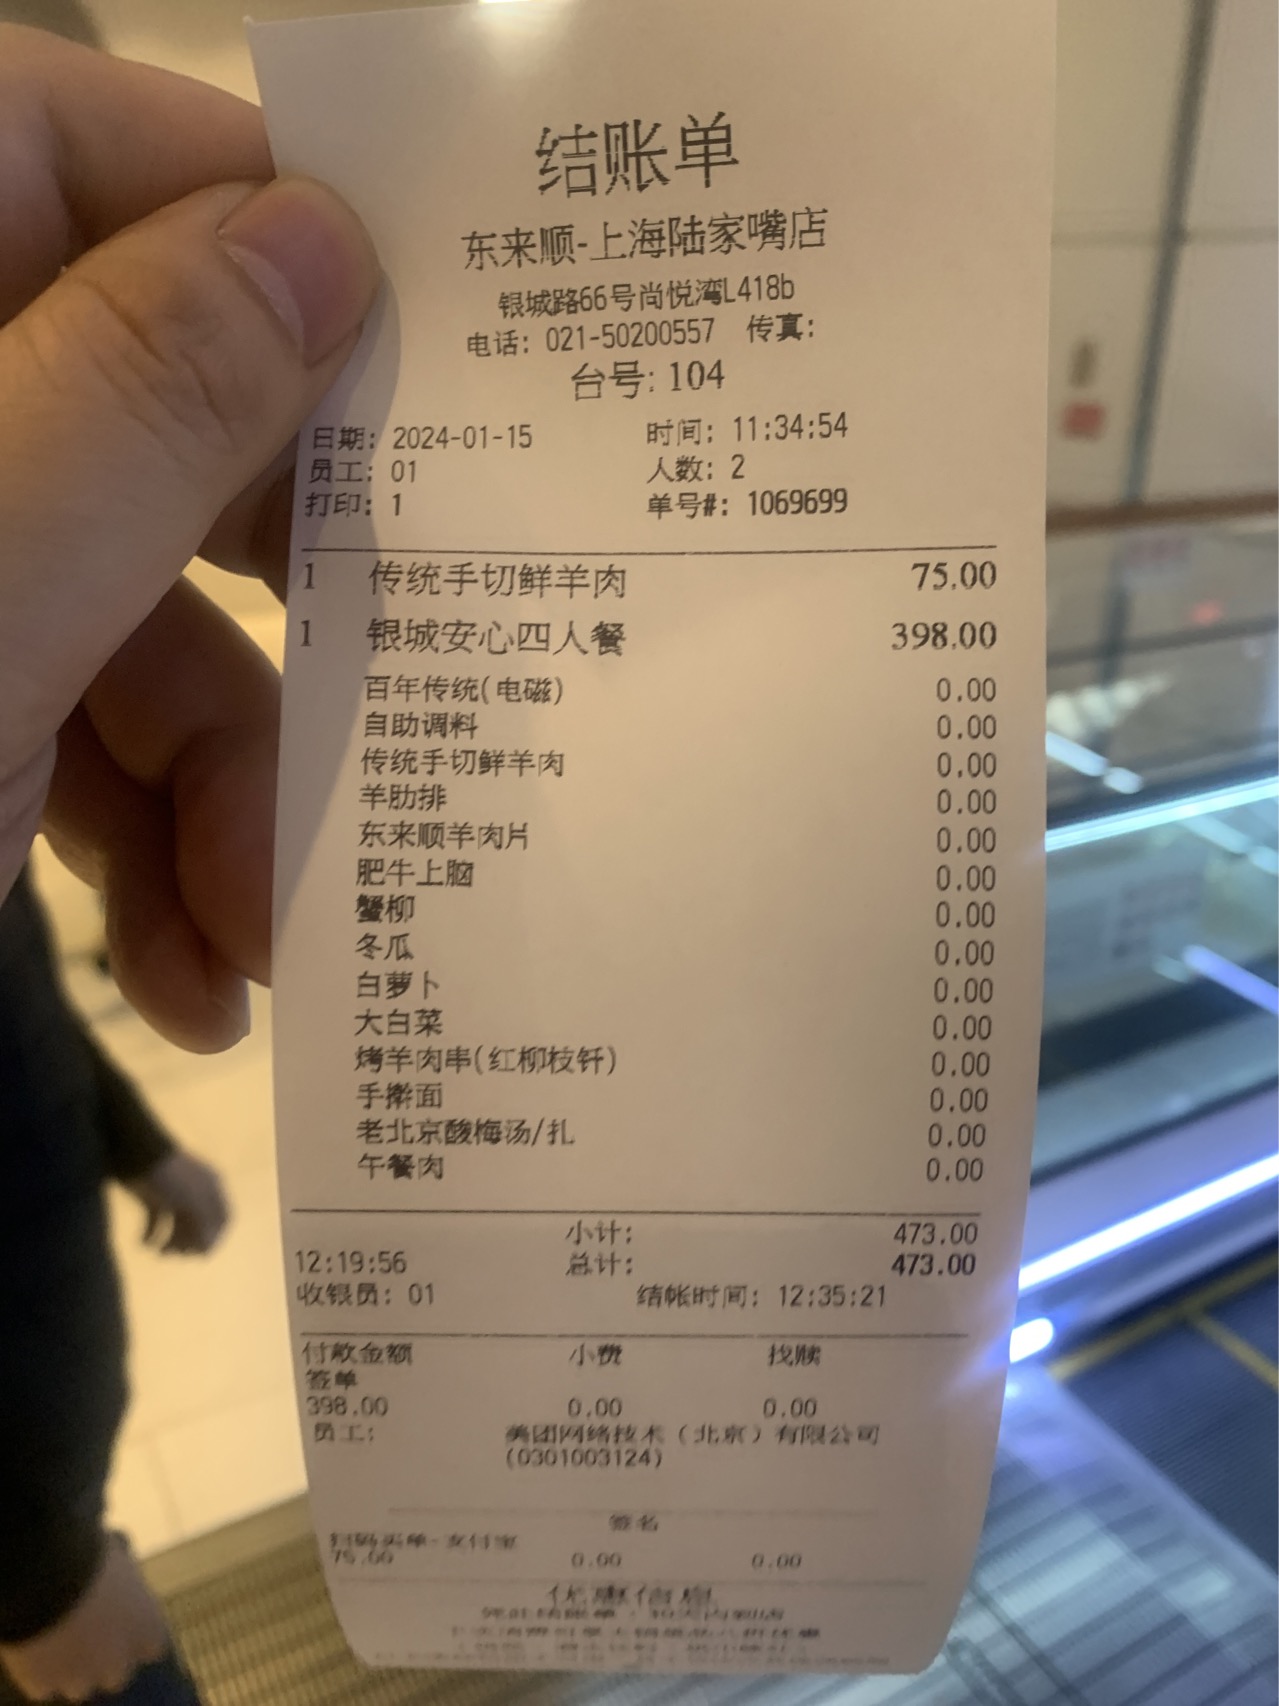 结账单
东来顺-上海陆家嘴店
银城路66号尚悦湾L418b
电话: 021-50200557 传真:
台号: 104
日期: 2024-01-15 时间: 11:34:54
员工: 01 人数: 2
打印: 1 单号#: 1069699
1 传统手切鲜羊肉 75.00
1 银城安心四人餐 398.00
百年传统(电磁) 0.00
自助调料 0.00
传统手切鲜羊肉 0.00
羊肋排 0.00
东来顺羊肉片 0.00
肥牛上脑 0.00
蟹柳 0.00
冬瓜 0.00
白萝卜 0.00
大白菜 0.00
烤羊肉串(红柳枝钎) 0.00
手擀面 0.00
老北京酸梅汤/扎 0.00
午餐肉 0.00
小计: 473.00
12:19:56 总计: 473.00
收银员: 01 结帐时间: 12:35:21
付款金额 小费 找赎
签单
398.00 0.00 0.00
员工: 美团网络技术（北京）有限公司
(0301003124)
签名
扫码买单-支付宝
75.00 0.00 0.00
优惠信息